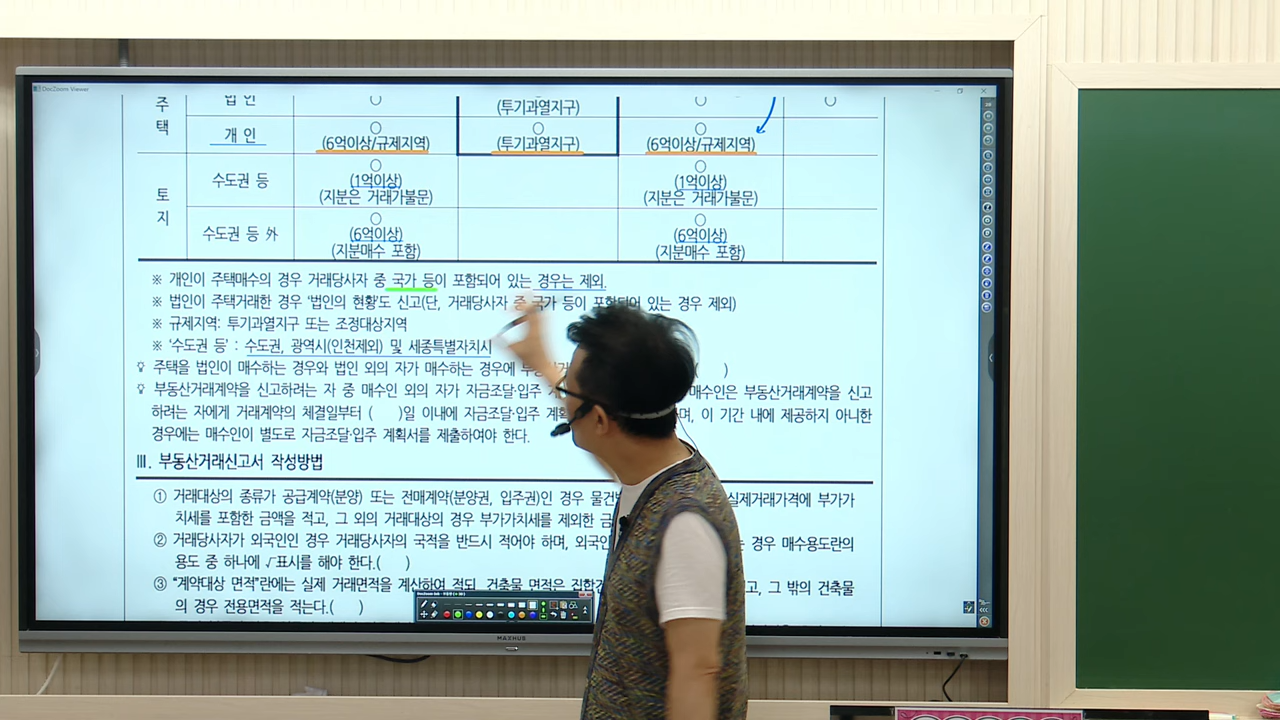 DocZoom Viewer
주택
법 인
○
(투기과열지구)
○
○
개 인
○
(6억이상/규제지역)
○
(투기과열지구)
○
(6억이상/규제지역)
토지
수도권 등
○
(1억이상)
(지분은 거래가불문)
○
(1억이상)
(지분은 거래가불문)
수도권 등 外
○
(6억이상)
(지분매수 포함)
○
(6억이상)
(지분매수 포함)
※ 개인이 주택매수의 경우 거래당사자 중 국가 등이 포함되어 있는 경우는 제외.
※ 법인이 주택거래한 경우 '법인의 현황'도 신고(단, 거래당사자 중 국가 등이 포함되어 있는 경우 제외)
※ 규제지역: 투기과열지구 또는 조정대상지역
※ '수도권 등' : 수도권, 광역시(인천제외) 및 세종특별자치시
주택을 법인이 매수하는 경우와 법인 외의 자가 매수하는 경우에 ( )
부동산거래계약을 신고하려는 자 중 매수인 외의 자가 자금조달·입주 매수인은 부동산거래계약을 신고
하려는 자에게 거래계약의 체결일부터 ( )일 이내에 자금조달·입주 계획 며, 이 기간 내에 제공하지 아니한
경우에는 매수인이 별도로 자금조달·입주 계획서를 제출하여야 한다.
Ⅲ. 부동산거래신고서 작성방법
① 거래대상의 종류가 공급계약(분양) 또는 전매계약(분양권, 입주권)인 경우 물건 실제거래가격에 부가가
치세를 포함한 금액을 적고, 그 외의 거래대상의 경우 부가가치세를 제외한 금
② 거래당사자가 외국인인 경우 거래당사자의 국적을 반드시 적어야 하며, 외국인 경우 매수용도란의
용도 중 하나에 √표시를 해야 한다.( )
③ "계약대상 면적"란에는 실제 거래면적을 계산하여 적되, 건축물 면적은 집합건 고, 그 밖의 건축물
의 경우 전용면적을 적는다.( )
MAXHUB